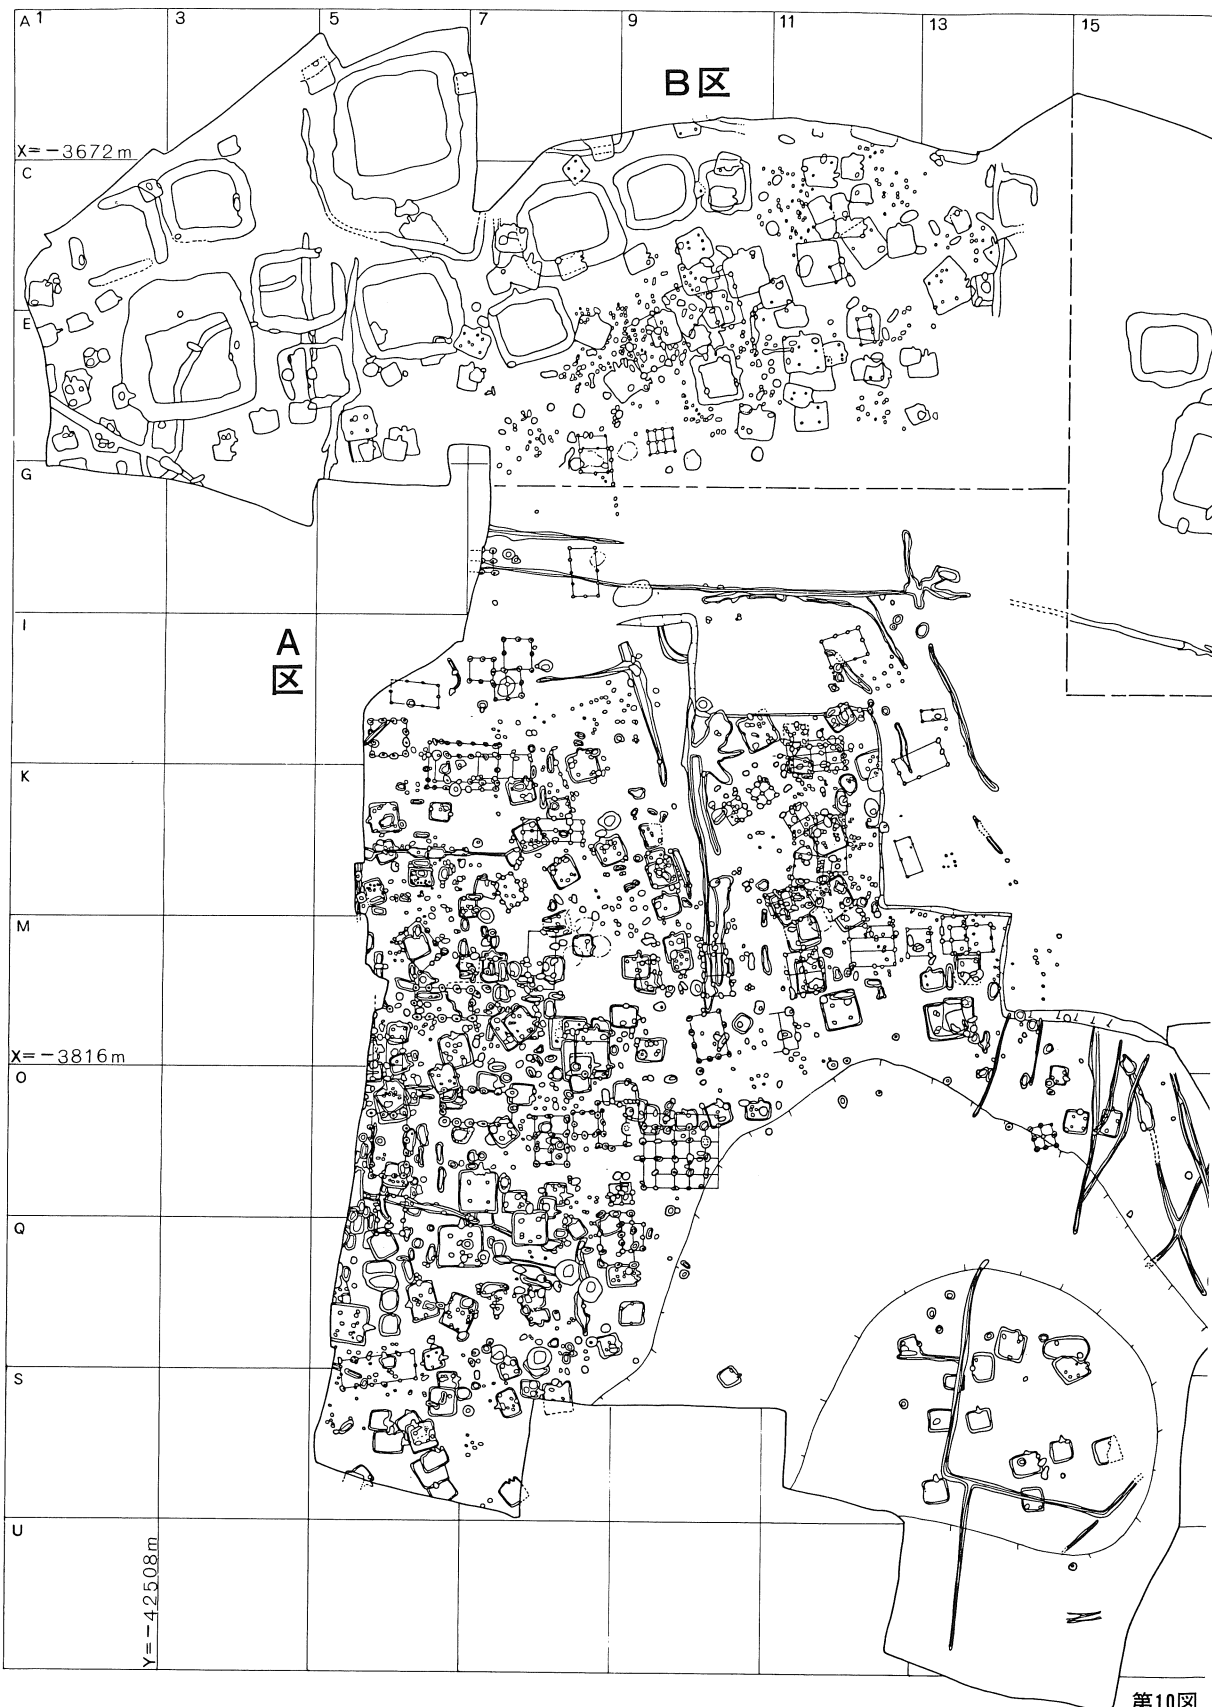 A 1 3 5 7 9 11 13 15
B区
X=-3672m
C
E
G
I
A
区
K
M
X=-3816m
O
Q
S
U
Y=-42508m
第10図